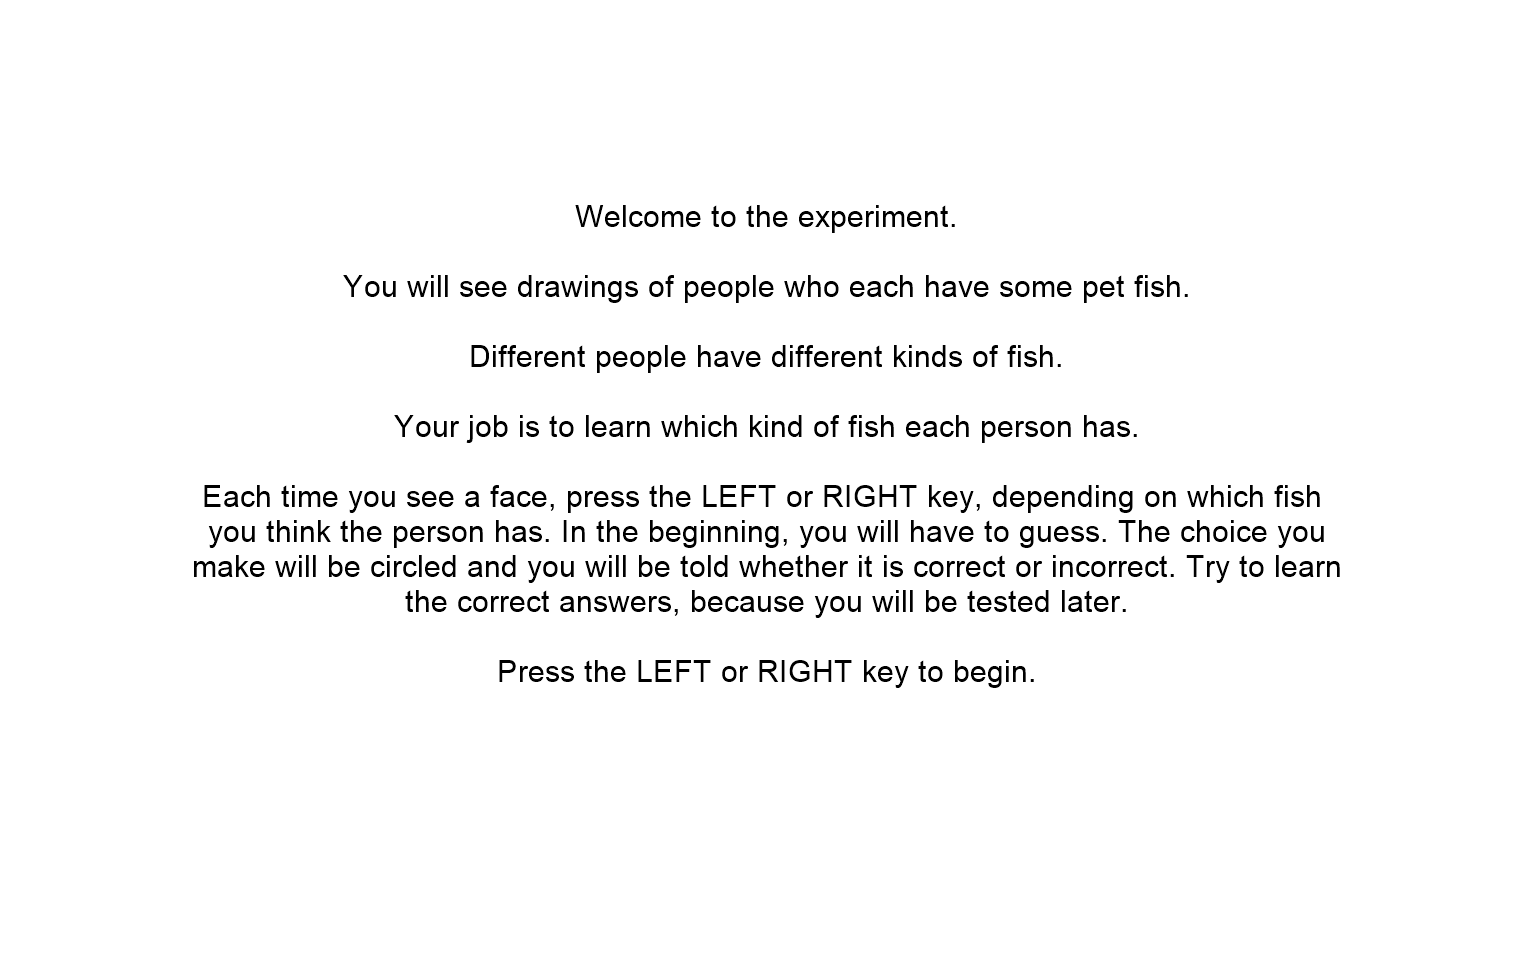 Welcome to the experiment.
You will see drawings of people who each have some pet fish.
Different people have different kinds of fish.
Your job is to learn which kind of fish each person has.
Each time you see a face, press the LEFT or RIGHT key, depending on which fish
you think the person has. In the beginning, you will have to guess. The choice you
make will be circled and you will be told whether it is correct or incorrect. Try to learn
the correct answers, because you will be tested later.
Press the LEFT or RIGHT key to begin.